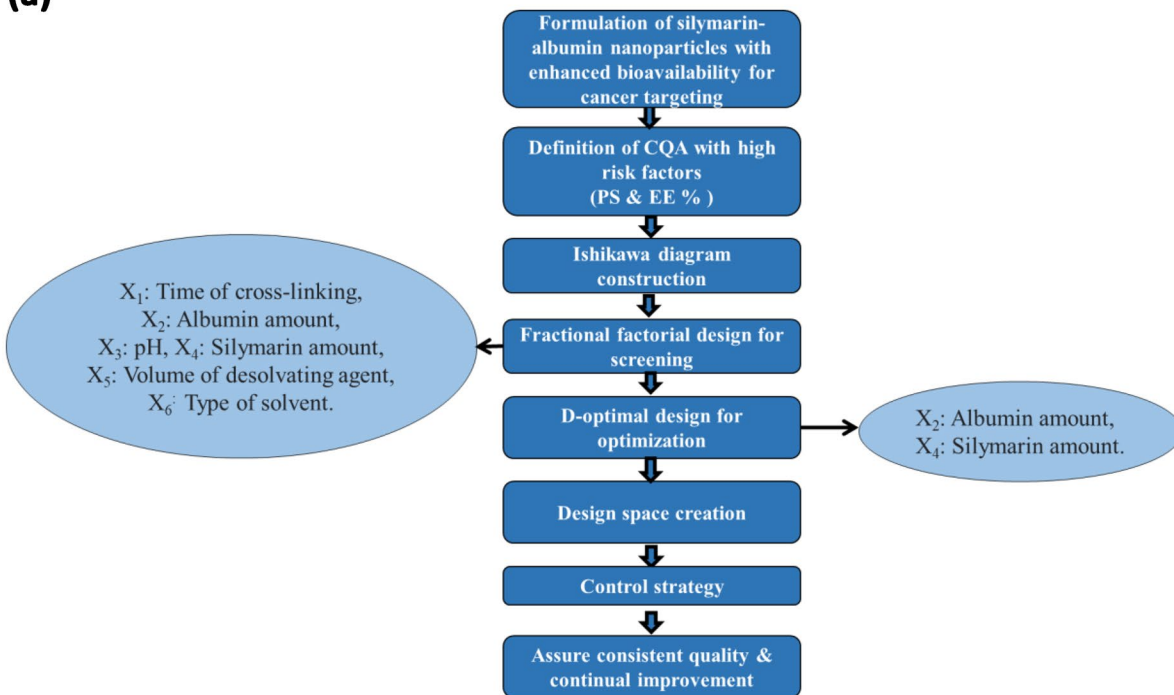 (a)
Formulation of silymarin-
albumin nanoparticles with
enhanced bioavailability for
cancer targeting
Definition of CQA with high
risk factors
(PS & EE % )
Ishikawa diagram
construction
X₁: Time of cross-linking,
X₂: Albumin amount,
X₃: pH, X₄: Silymarin amount,
X₅: Volume of desolvating agent,
X₆: Type of solvent.
Fractional factorial design for
screening
D-optimal design for
optimization
X₂: Albumin amount,
X₄: Silymarin amount.
Design space creation
Control strategy
Assure consistent quality &
continual improvement